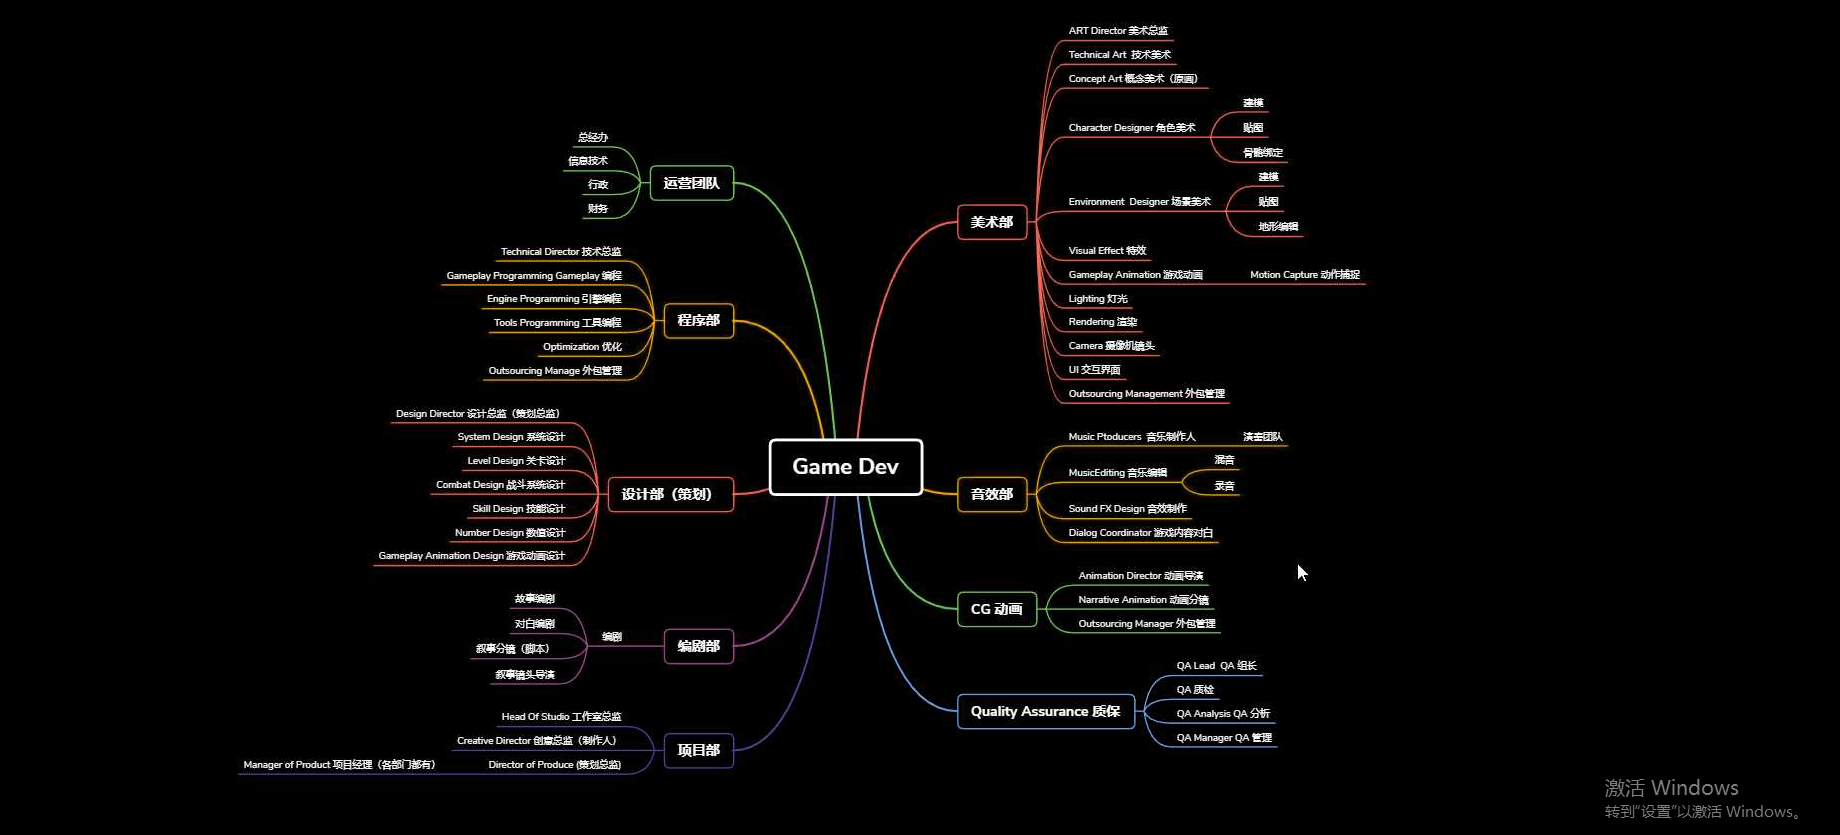 Game Dev
运营团队
总经办
信息技术
行政
财务
程序部
Technical Director 技术总监
Gameplay Programming Gameplay 编程
Engine Programming 引擎编程
Tools Programming 工具编程
Optimization 优化
Outsourcing Manage 外包管理
设计部（策划）
Design Director 设计总监（策划总监）
System Design 系统设计
Level Design 关卡设计
Combat Design 战斗系统设计
Skill Design 技能设计
Number Design 数值设计
Gameplay Animation Design 游戏动画设计
编剧部
编剧
故事编剧
对白编剧
叙事分镜（脚本）
叙事镜头导演
项目部
Head Of Studio 工作室总监
Creative Director 创意总监（制作人）
Director of Produce (策划总监)
Manager of Product 项目经理（各部门都有）
美术部
ART Director 美术总监
Technical Art 技术美术
Concept Art 概念美术（原画）
Character Designer 角色美术
建模
贴图
骨骼绑定
Environment Designer 场景美术
建模
贴图
地形编辑
Visual Effect 特效
Gameplay Animation 游戏动画
Motion Capture 动作捕捉
Lighting 灯光
Rendering 渲染
Camera 摄像机镜头
UI 交互界面
Outsourcing Management 外包管理
音效部
Music Ptoducers 音乐制作人
演奏团队
MusicEditing 音乐编辑
混音
录音
Sound FX Design 音效制作
Dialog Coordinator 游戏内容对白
CG 动画
Animation Director 动画导演
Narrative Animation 动画分镜
Outsourcing Manager 外包管理
Quality Assurance 质保
QA Lead QA 组长
QA 质检
QA Analysis QA 分析
QA Manager QA 管理
激活 Windows
转到"设置"以激活 Windows。